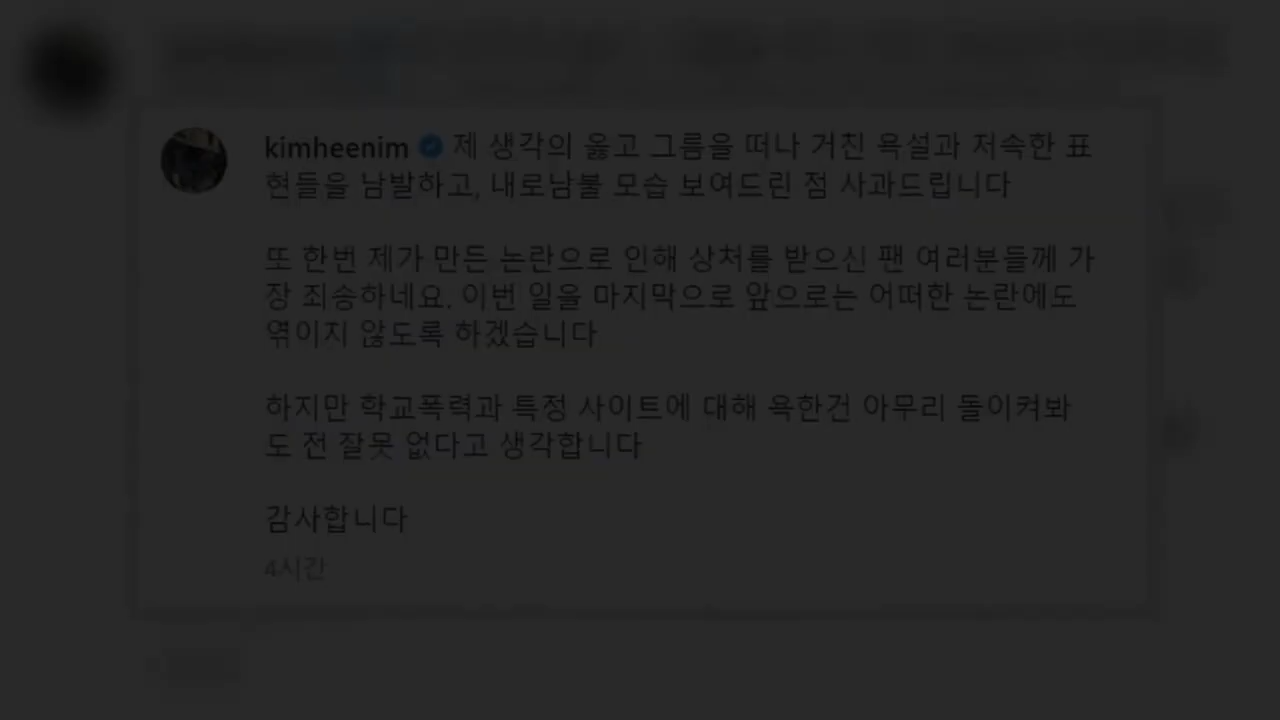 kimheenim 제 생각의 옳고 그름을 떠나 거친 욕설과 저속한 표
현들을 남발하고, 내로남불 모습 보여드린 점 사과드립니다
또 한번 제가 만든 논란으로 인해 상처를 받으신 팬 여러분들께 가
장 죄송하네요. 이번 일을 마지막으로 앞으로는 어떠한 논란에도
엮이지 않도록 하겠습니다
하지만 학교폭력과 특정 사이트에 대해 욕한건 아무리 돌이켜봐
도 전 잘못 없다고 생각합니다
감사합니다
4시간